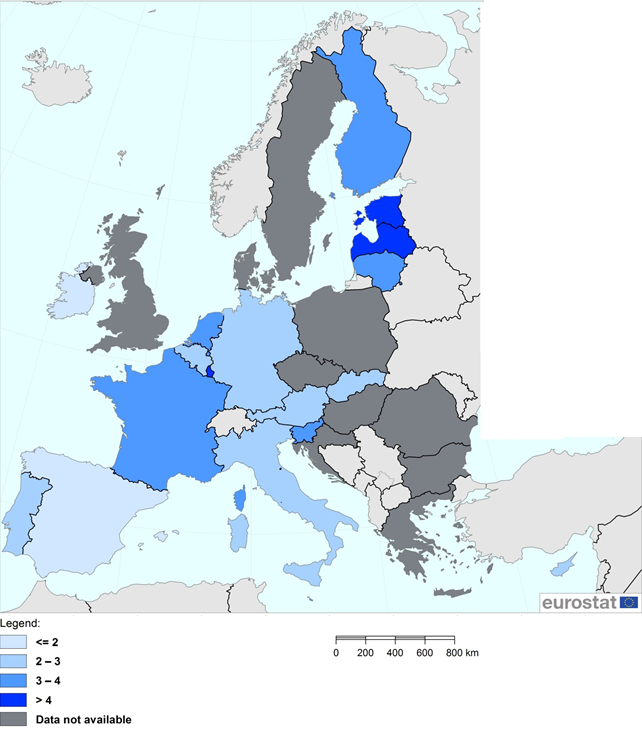 eurostat
Legend:
<= 2
2 – 3
3 – 4
> 4
Data not available
0 200 400 600 800 km